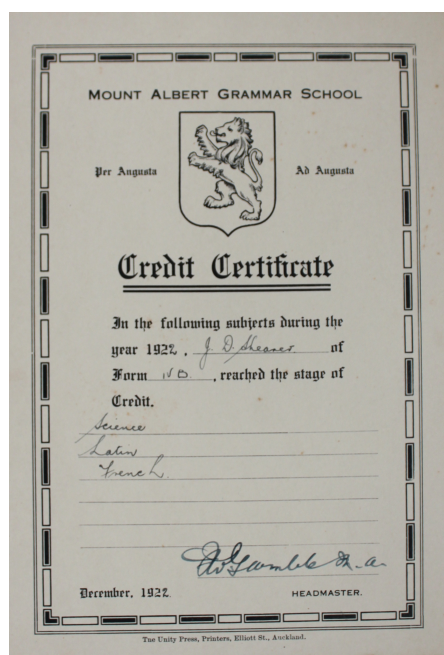 MOUNT ALBERT GRAMMAR SCHOOL
Per Augusta Ad Augusta
Credit Certificate
In the following subjects during the
year 1922, J. D. Shearer of
Form IV B., reached the stage of
Credit.
Science
Latin
French
F. W. Gamble M.A.
December, 1922.
HEADMASTER.
The Unity Press, Printers, Elliott St., Auckland.